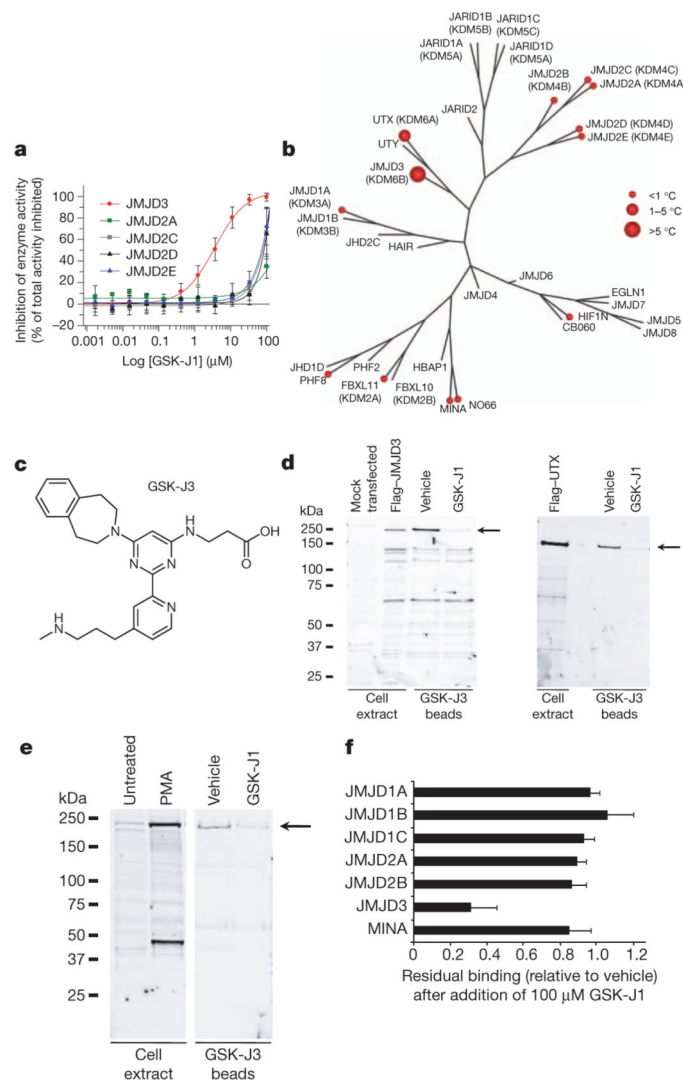 a
Inhibition of enzyme activity
(% of total activity inhibited)
100
80
60
40
20
0
−20
JMJD3
JMJD2A
JMJD2C
JMJD2D
JMJD2E
0.001 0.01 0.1 1 10 100
Log [GSK-J1] (μM)
b
JARID1B
(KDM5B)
JARID1C
(KDM5C)
JARID1A
(KDM5A)
JARID1D
(KDM5A)
JMJD2B
(KDM4B)
JMJD2C (KDM4C)
JMJD2A (KDM4A
JARID2
UTX (KDM6A)
UTY
JMJD2D (KDM4D)
JMJD2E (KDM4E)
JMJD3
(KDM6B)
JMJD1A
(KDM3A)
JMJD1B
(KDM3B)
JHD2C
HAIR
<1 °C
1–5 °C
>5 °C
JMJD6
JMJD4
EGLN1
JMJD7
HIF1N
CB060
JMJD5
JMJD8
JHD1D
PHF8
PHF2
HBAP1
FBXL11
(KDM2A)
FBXL10
(KDM2B)
MINA
NO66
c
GSK-J3
N
HN
OH
O
N
N
N
H
N
d
Mock
transfected
Flag–JMJD3
Vehicle
GSK-J1
Flag–UTX
Vehicle
GSK-J1
kDa
250
150
100
75
50
37
25
Cell
extract
GSK-J3
beads
Cell
extract
GSK-J3
beads
e
Untreated
PMA
Vehicle
GSK-J1
kDa
250
150
100
75
50
37
25
Cell
extract
GSK-J3
beads
f
JMJD1A
JMJD1B
JMJD1C
JMJD2A
JMJD2B
JMJD3
MINA
0 0.2 0.4 0.6 0.8 1.0 1.2
Residual binding (relative to vehicle)
after addition of 100 μM GSK-J1